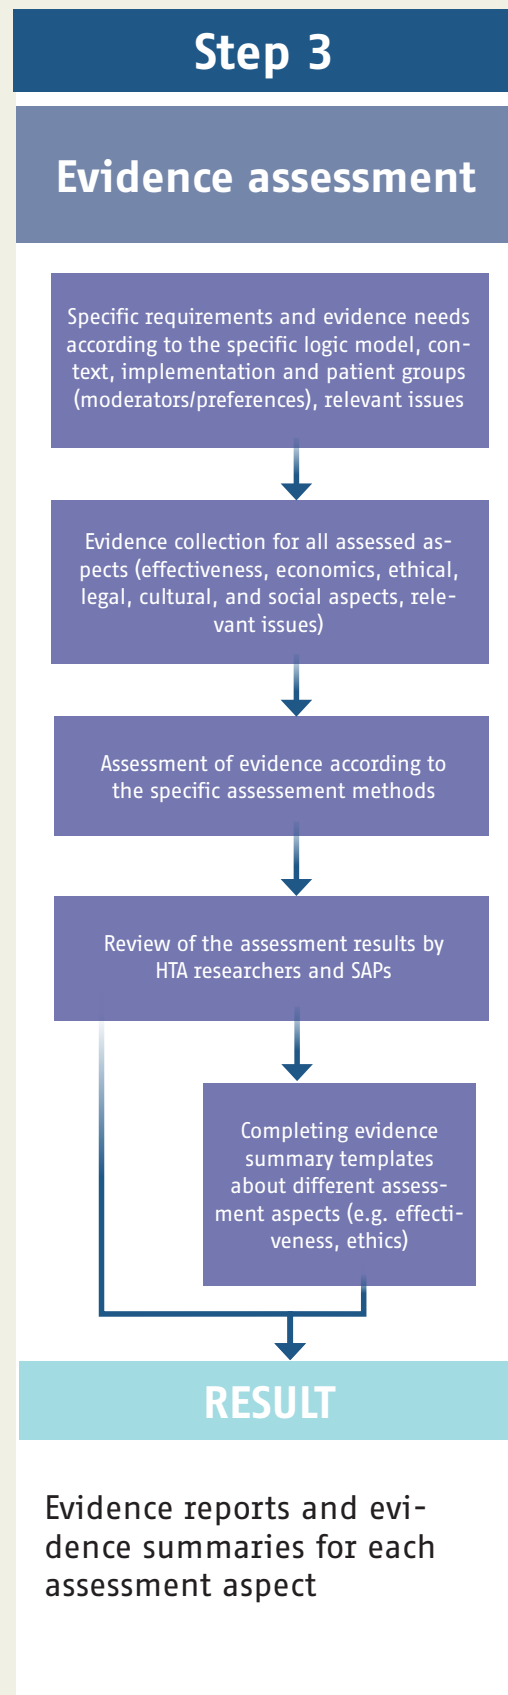 Step 3
Evidence assessment
Specific requirements and evidence needs
according to the specific logic model, con-
text, implementation and patient groups
(moderators/preferences), relevant issues
Evidence collection for all assessed as-
pects (effectiveness, economics, ethical,
legal, cultural, and social aspects, rele-
vant issues)
Assessment of evidence according to
the specific assessement methods
Review of the assessment results by
HTA researchers and SAPs
Completing evidence
summary templates
about different assess-
ment aspects (e.g. effecti-
veness, ethics)
RESULT
Evidence reports and evi-
dence summaries for each
assessment aspect